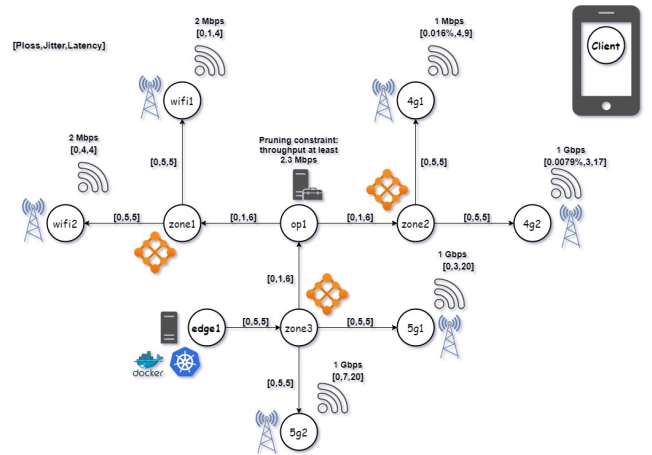 2 Mbps
[0,1,4]
1 Mbps
[0.016%,4,9]
[Ploss,Jitter,Latency]
Client
wifi1
4g1
2 Mbps
[0,4,4]
Pruning constraint:
throughput at least
2.3 Mbps
1 Gbps
[0.0079%,3,17]
[0,5,5]
[0,5,5]
wifi2
[0,5,5]
zone1
[0,1,6]
op1
[0,1,6]
zone2
[0,5,5]
4g2
1 Gbps
[0,3,20]
[0,1,6]
edge1
[0,5,5]
zone3
[0,5,5]
5g1
docker
1 Gbps
[0,7,20]
[0,5,5]
5g2